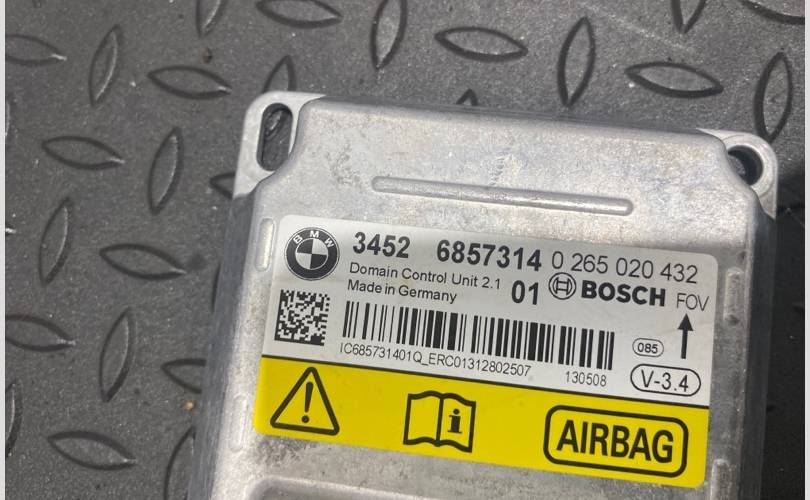 BMW
3452 6857314 0 265 020 432
Domain Control Unit 2.1
Made in Germany 01 BOSCH FOV
085
IC685731401Q_ERC01312802507 130508 V-3.4
AIRBAG